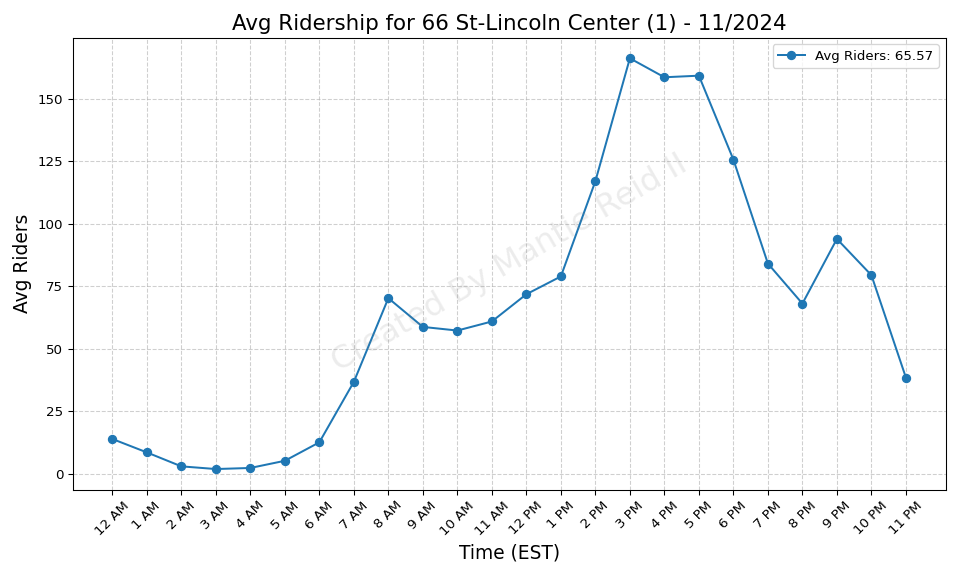 Avg Ridership for 66 St-Lincoln Center (1) - 11/2024
Avg Riders: 65.57
Avg Riders
150
125
100
75
50
25
0
Created By Mantie Reid II
12 AM
1 AM
2 AM
3 AM
4 AM
5 AM
6 AM
7 AM
8 AM
9 AM
10 AM
11 AM
12 PM
1 PM
2 PM
3 PM
4 PM
5 PM
6 PM
7 PM
8 PM
9 PM
10 PM
11 PM
Time (EST)